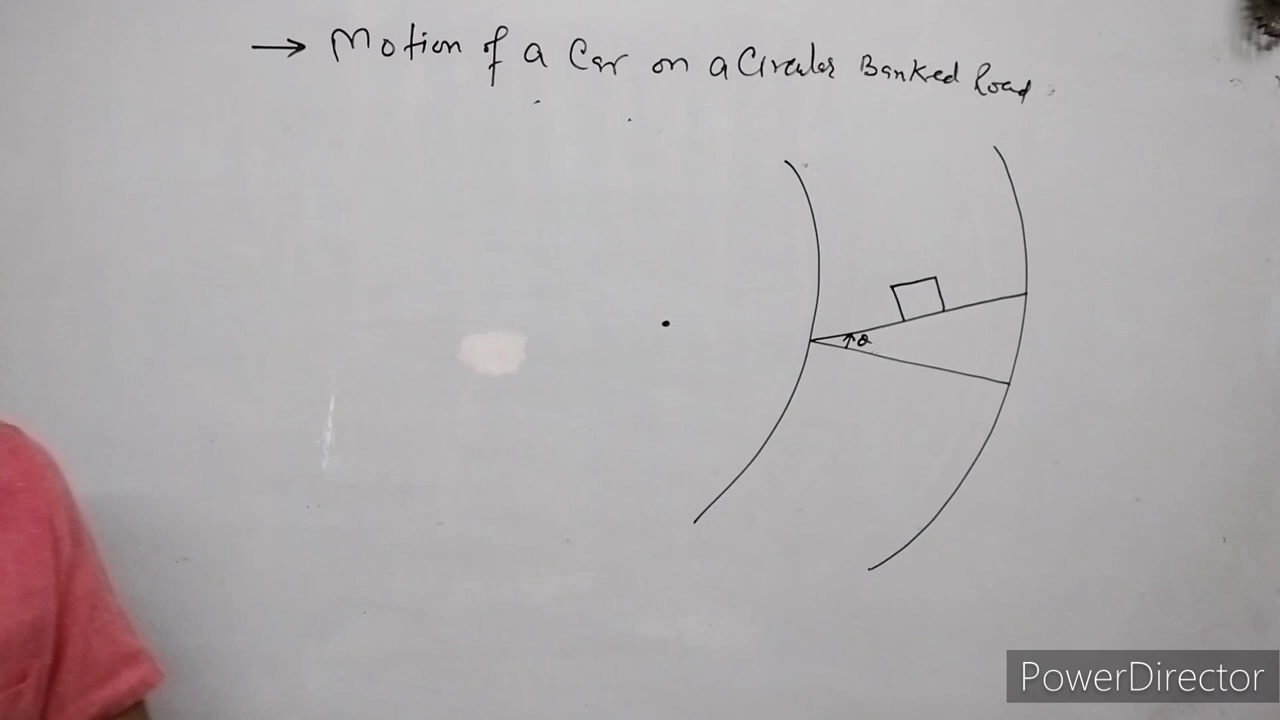 → Motion of a Car on a Circular Banked Road
θ
PowerDirector